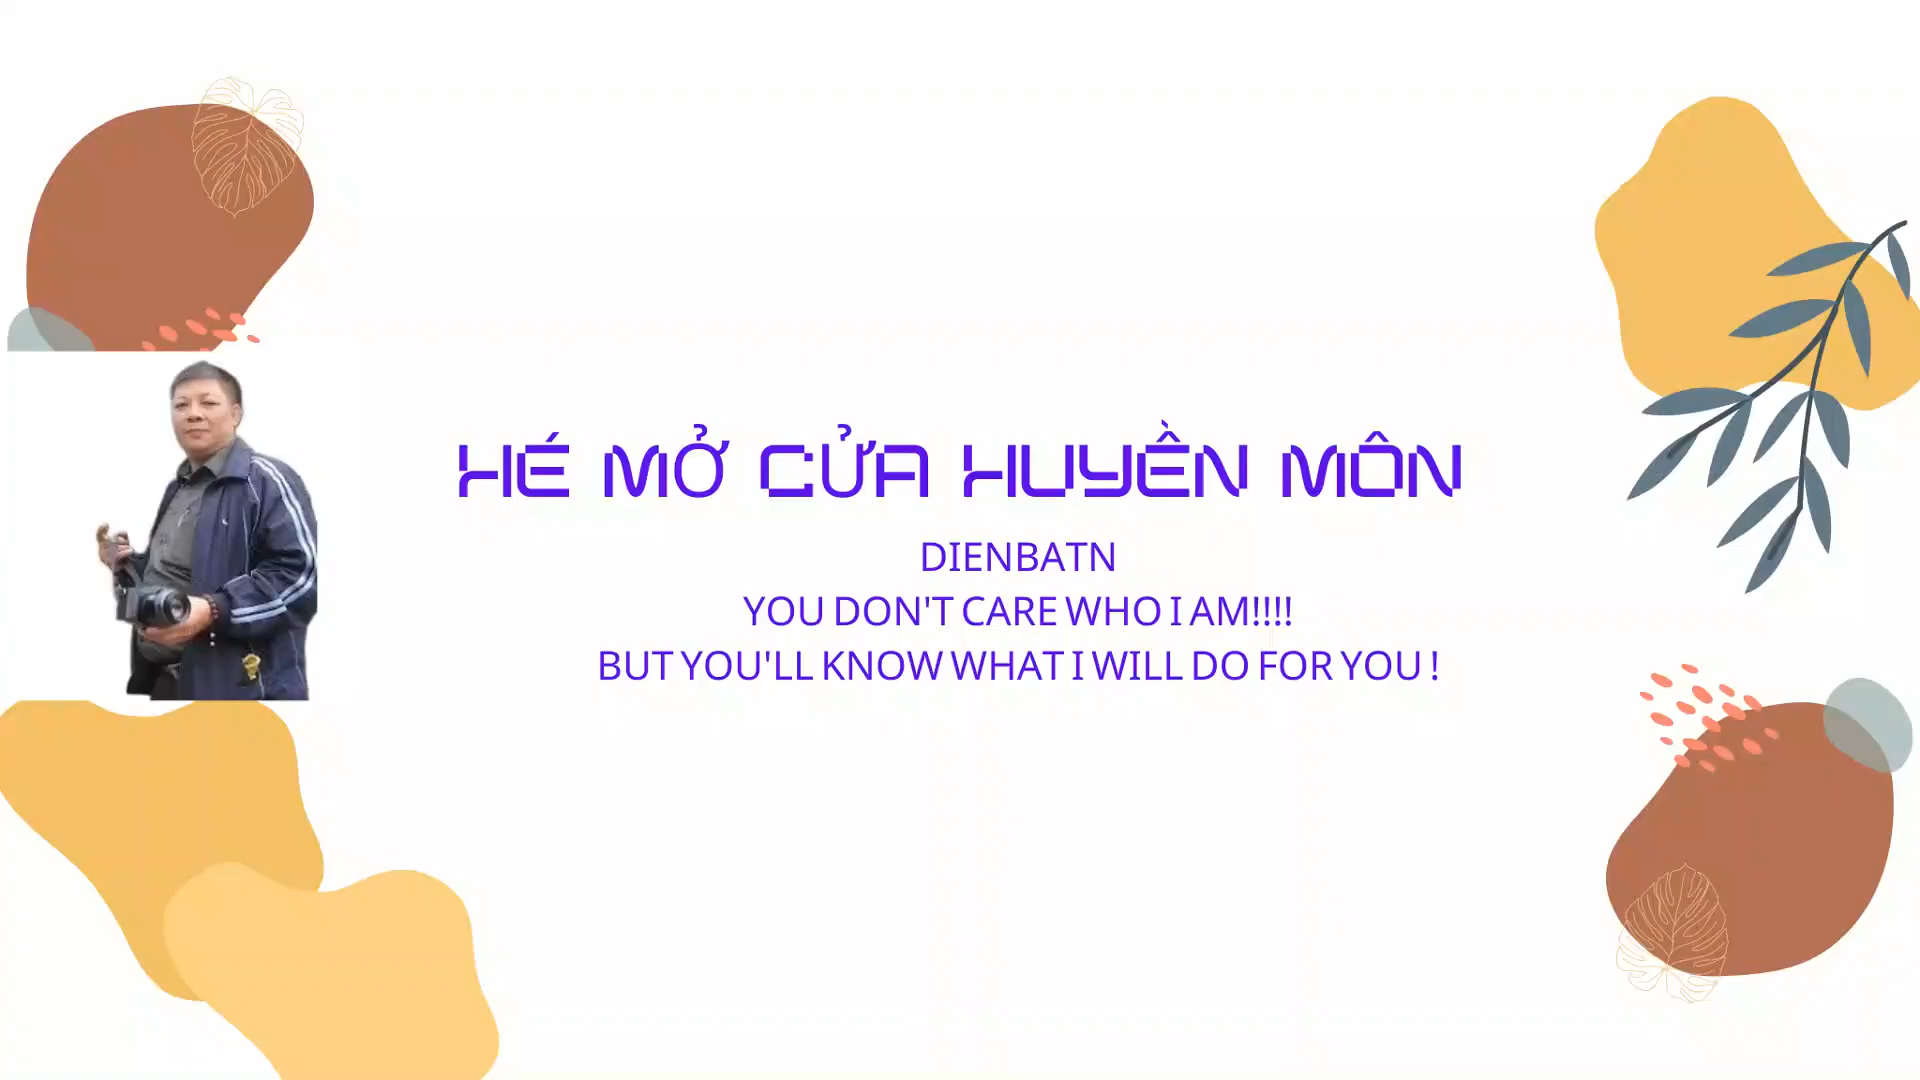 HÉ MỞ CỬA HUYỀN MÔN
DIENBATN
YOU DON'T CARE WHO I AM!!!!
BUT YOU'LL KNOW WHAT I WILL DO FOR YOU !